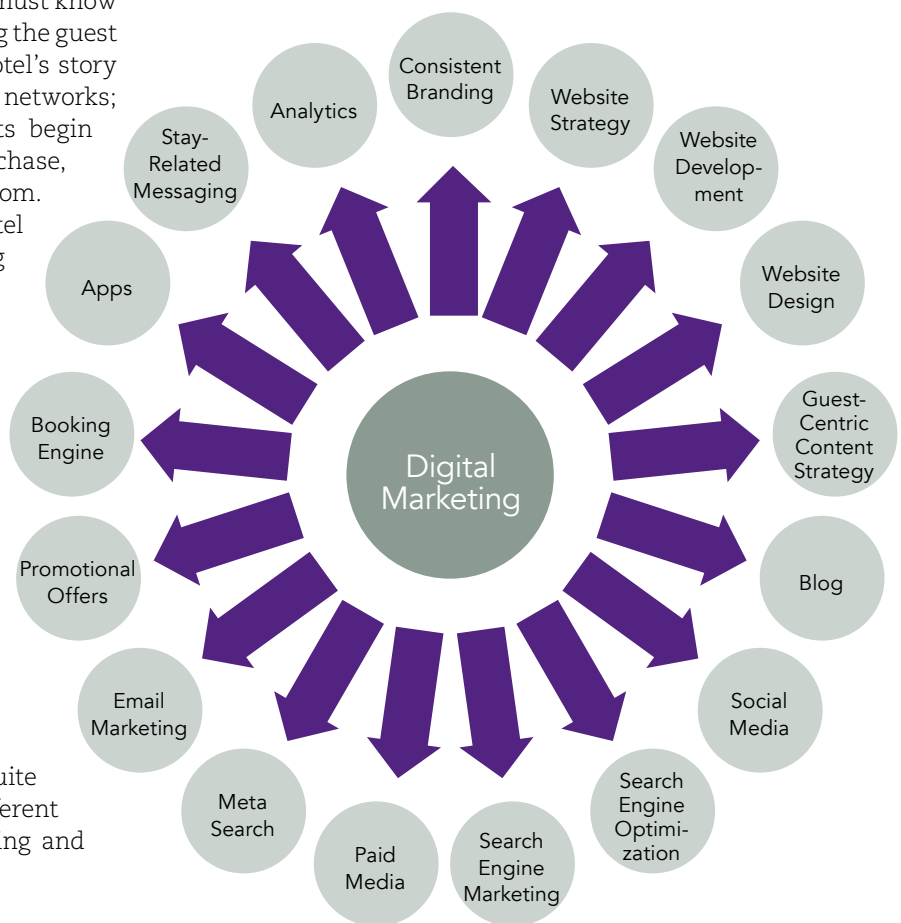 must know
g the guest
otel's story
networks;
ts begin
chase,
om.
tel
g
uite
ferent
ing and
Consistent
Branding
Website
Strategy
Website
Develop-
ment
Website
Design
Guest-
Centric
Content
Strategy
Blog
Social
Media
Search
Engine
Optimi-
zation
Search
Engine
Marketing
Paid
Media
Meta
Search
Email
Marketing
Promotional
Offers
Booking
Engine
Apps
Stay-
Related
Messaging
Analytics
Digital
Marketing